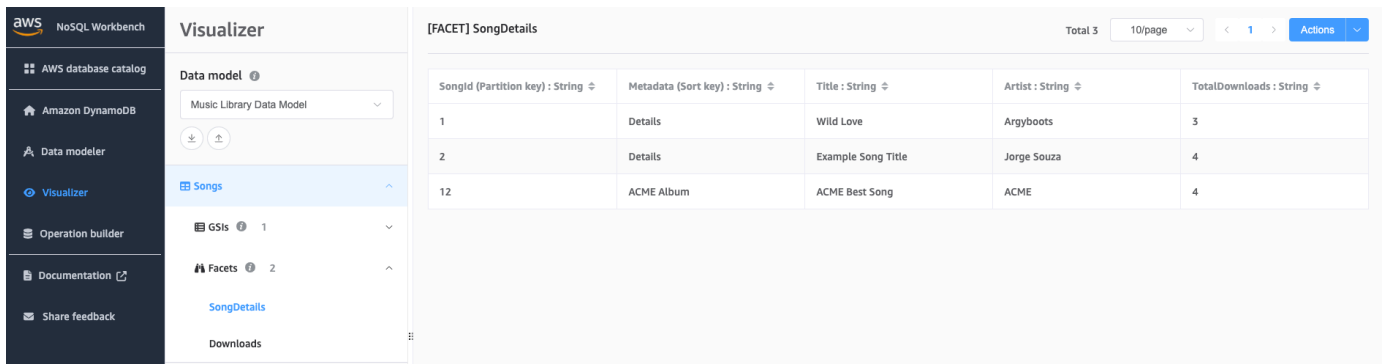 aws NoSQL Workbench
AWS database catalog
Amazon DynamoDB
Data modeler
Visualizer
Operation builder
Documentation
Share feedback
Visualizer
Data model
Music Library Data Model
Songs
GSIs 1
Facets 2
SongDetails
Downloads
[FACET] SongDetails
Total 3 10/page 1 Actions
SongId (Partition key) : String Metadata (Sort key) : String Title : String Artist : String TotalDownloads : String
1 Details Wild Love Argyboots 3
2 Details Example Song Title Jorge Souza 4
12 ACME Album ACME Best Song ACME 4